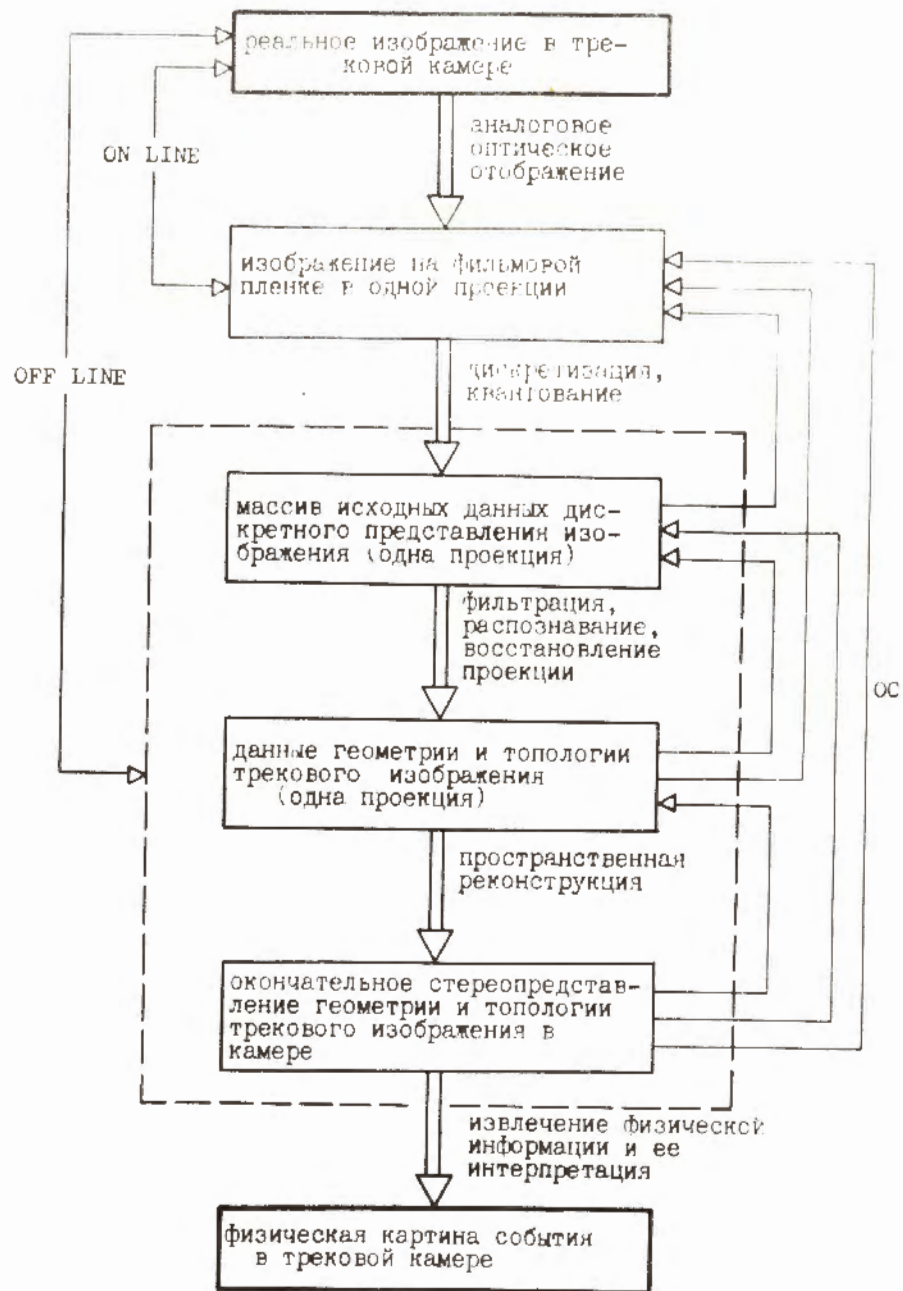 реальное изображение в тре-
ковой камере
аналоговое
оптическое
отображение
ON LINE
изображение на фильмовой
пленке в одной проекции
дискретизация,
квантование
OFF LINE
массив исходных данных дис-
кретного представления изо-
бражения (одна проекция)
фильтрация,
распознавание,
восстановление
проекции
ОС
данные геометрии и топологии
трекового изображения
(одна проекция)
пространственная
реконструкция
окончательное стереопредстав-
ление геометрии и топологии
трекового изображения в
камере
извлечение физической
информации и ее
интерпретация
физическая картина события
в трековой камере